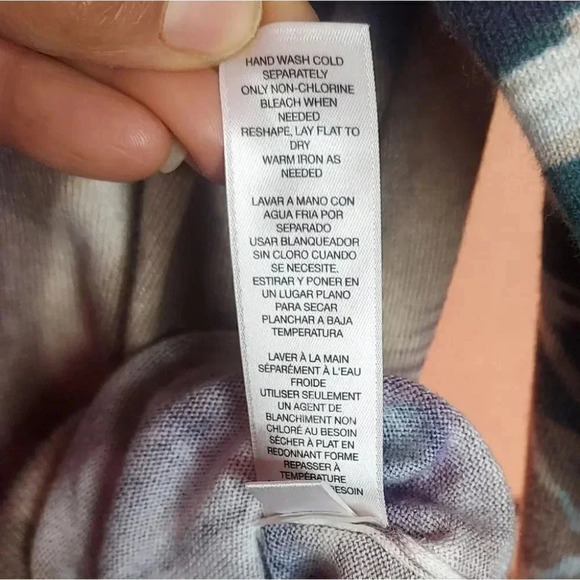 HAND WASH COLD
SEPARATELY
ONLY NON-CHLORINE
BLEACH WHEN
NEEDED
RESHAPE, LAY FLAT TO
DRY
WARM IRON AS
NEEDED
LAVAR A MANO CON
AGUA FRIA POR
SEPARADO
USAR BLANQUEADOR
SIN CLORO CUANDO
SE NECESITE.
ESTIRAR Y PONER EN
UN LUGAR PLANO
PARA SECAR
PLANCHAR A BAJA
TEMPERATURA
LAVER À LA MAIN
SÉPARÉMENT À L'EAU
FROIDE
UTILISER SEULEMENT
UN AGENT DE
BLANCHIMENT NON
CHLORÉ AU BESOIN
SÉCHER À PLAT EN
REDONNANT FORME
REPASSER À
TEMPÉRATURE
BESOIN